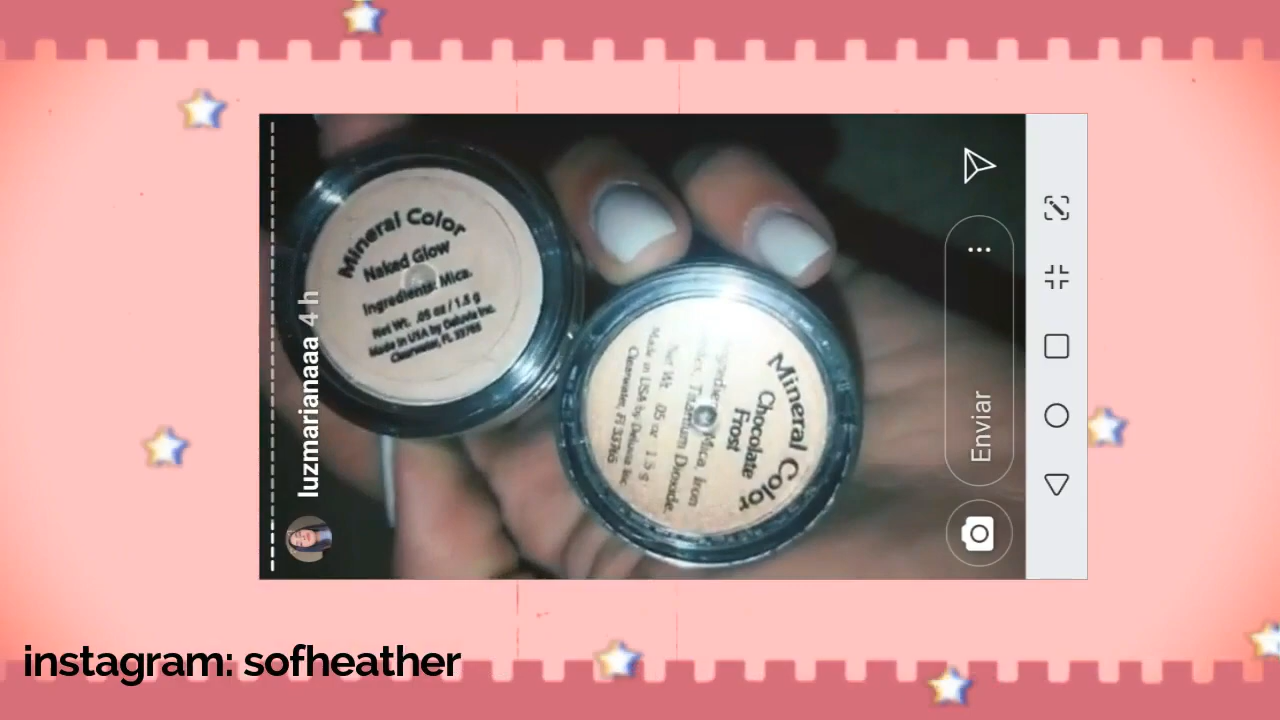 luzmarianaaa 4 h
Mineral Color
Naked Glow
Ingredients: Mica.
Net Wt. .05 oz / 1.5 g
Made in USA by Deluvia Inc.
Clearwater, FL 33765
Mineral Color
Chocolate
Frost
Mica, Iron
Titanium Dioxide.
Net Wt. .05 oz 1.5 g
Made in USA by Deluvia Inc.
Clearwater, Fl 33765
Enviar
instagram: sofheather